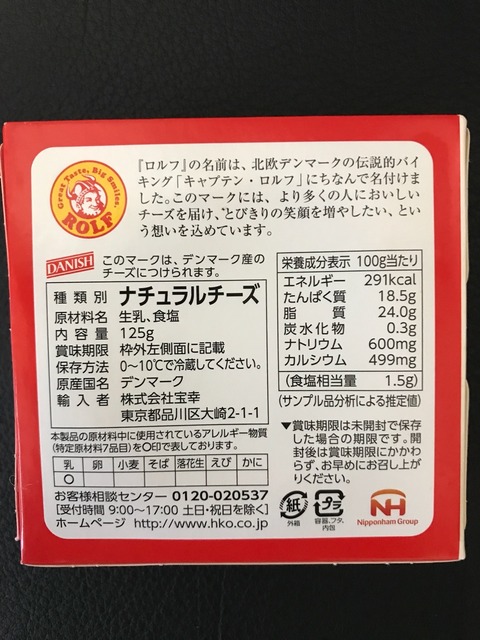 Great Taste, Big Smiles.
ROLF
『ロルフ』の名前は、北欧デンマークの伝説的バイ
キング「キャプテン・ロルフ」にちなんで名付けま
した。このマークには、より多くの人においしい
チーズを届け、とびきりの笑顔を増やしたい、とい
う想いを込めています。
DANISH
このマークは、デンマーク産の
チーズにつけられます。
種類別 ナチュラルチーズ
原材料名 生乳、食塩
内容量 125g
賞味期限 枠外左側面に記載
保存方法 0〜10℃で冷蔵してください。
原産国名 デンマーク
輸入者 株式会社宝幸
東京都品川区大崎2-1-1
栄養成分表示 100g当たり
エネルギー 291kcal
たんぱく質 18.5g
脂質 24.0g
炭水化物 0.3g
ナトリウム 600mg
カルシウム 499mg
(食塩相当量 1.5g)
(サンプル品分析による推定値)
▼賞味期限は未開封で保存
した場合の期限です。開
封後は賞味期限にかかわ
らず、お早めにお召し上が
りください。
本製品の原材料中に使用されているアレルギー物質
(特定原材料7品目)を〇印で表しております。
乳 卵 小麦 そば 落花生 えび かに
〇
お客様相談センター 0120-020537
【受付時間 9:00〜17:00 土日・祝日を除く】
ホームページ http://www.hko.co.jp
紙
外箱
プラ
容器、フタ、
内包
NH
Nipponham Group